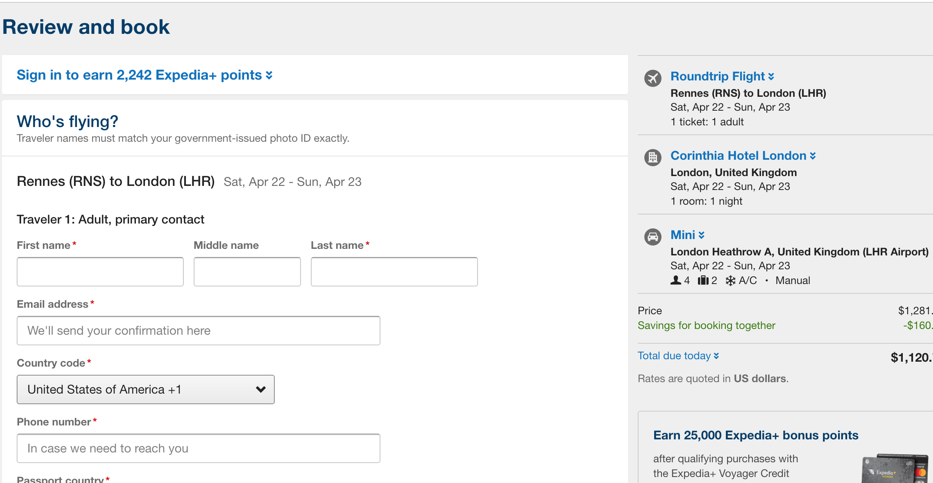 Review and book
Sign in to earn 2,242 Expedia+ points
Who's flying?
Traveler names must match your government-issued photo ID exactly.
Rennes (RNS) to London (LHR) Sat, Apr 22 - Sun, Apr 23
Traveler 1: Adult, primary contact
First name* Middle name Last name*
Email address*
We'll send your confirmation here
Country code*
United States of America +1
Phone number*
In case we need to reach you
Passport country*
Roundtrip Flight
Rennes (RNS) to London (LHR)
Sat, Apr 22 - Sun, Apr 23
1 ticket: 1 adult
Corinthia Hotel London
London, United Kingdom
Sat, Apr 22 - Sun, Apr 23
1 room: 1 night
Mini
London Heathrow A, United Kingdom (LHR Airport)
Sat, Apr 22 - Sun, Apr 23
4 2 A/C • Manual
Price $1,281.
Savings for booking together -$160.
Total due today $1,120.
Rates are quoted in US dollars.
Earn 25,000 Expedia+ bonus points
after qualifying purchases with
the Expedia+ Voyager Credit
Expedia+